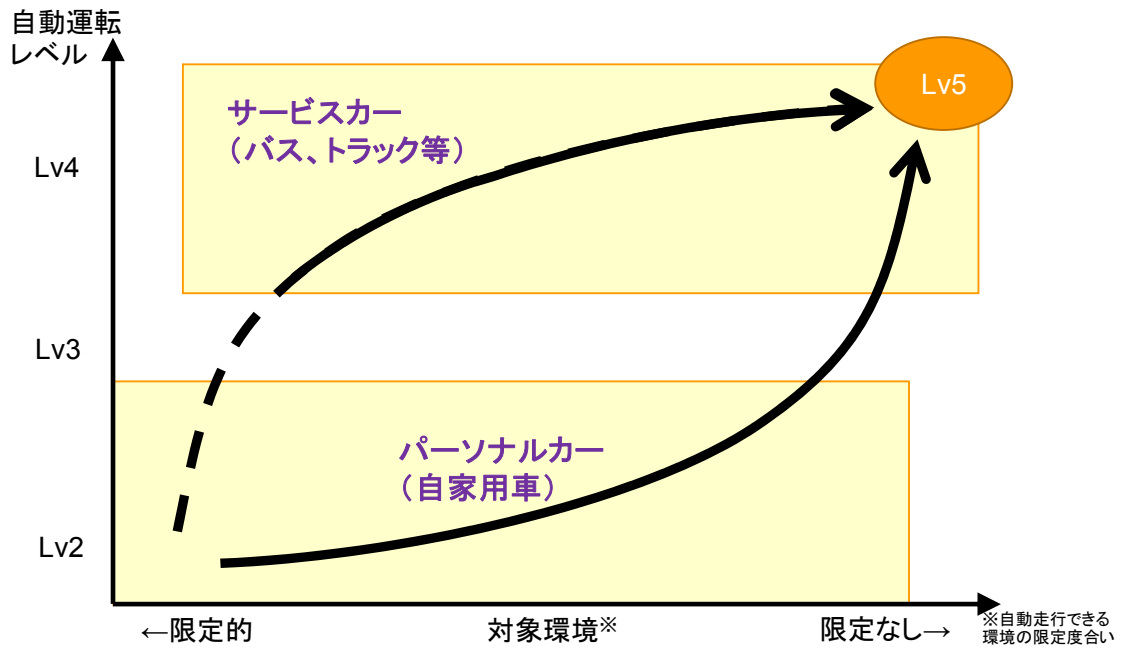 自動運転
レベル
Lv5
サービスカー
（バス、トラック等）
Lv4
Lv3
パーソナルカー
（自家用車）
Lv2
←限定的
対象環境※
限定なし→
※自動走行できる
環境の限定度合い